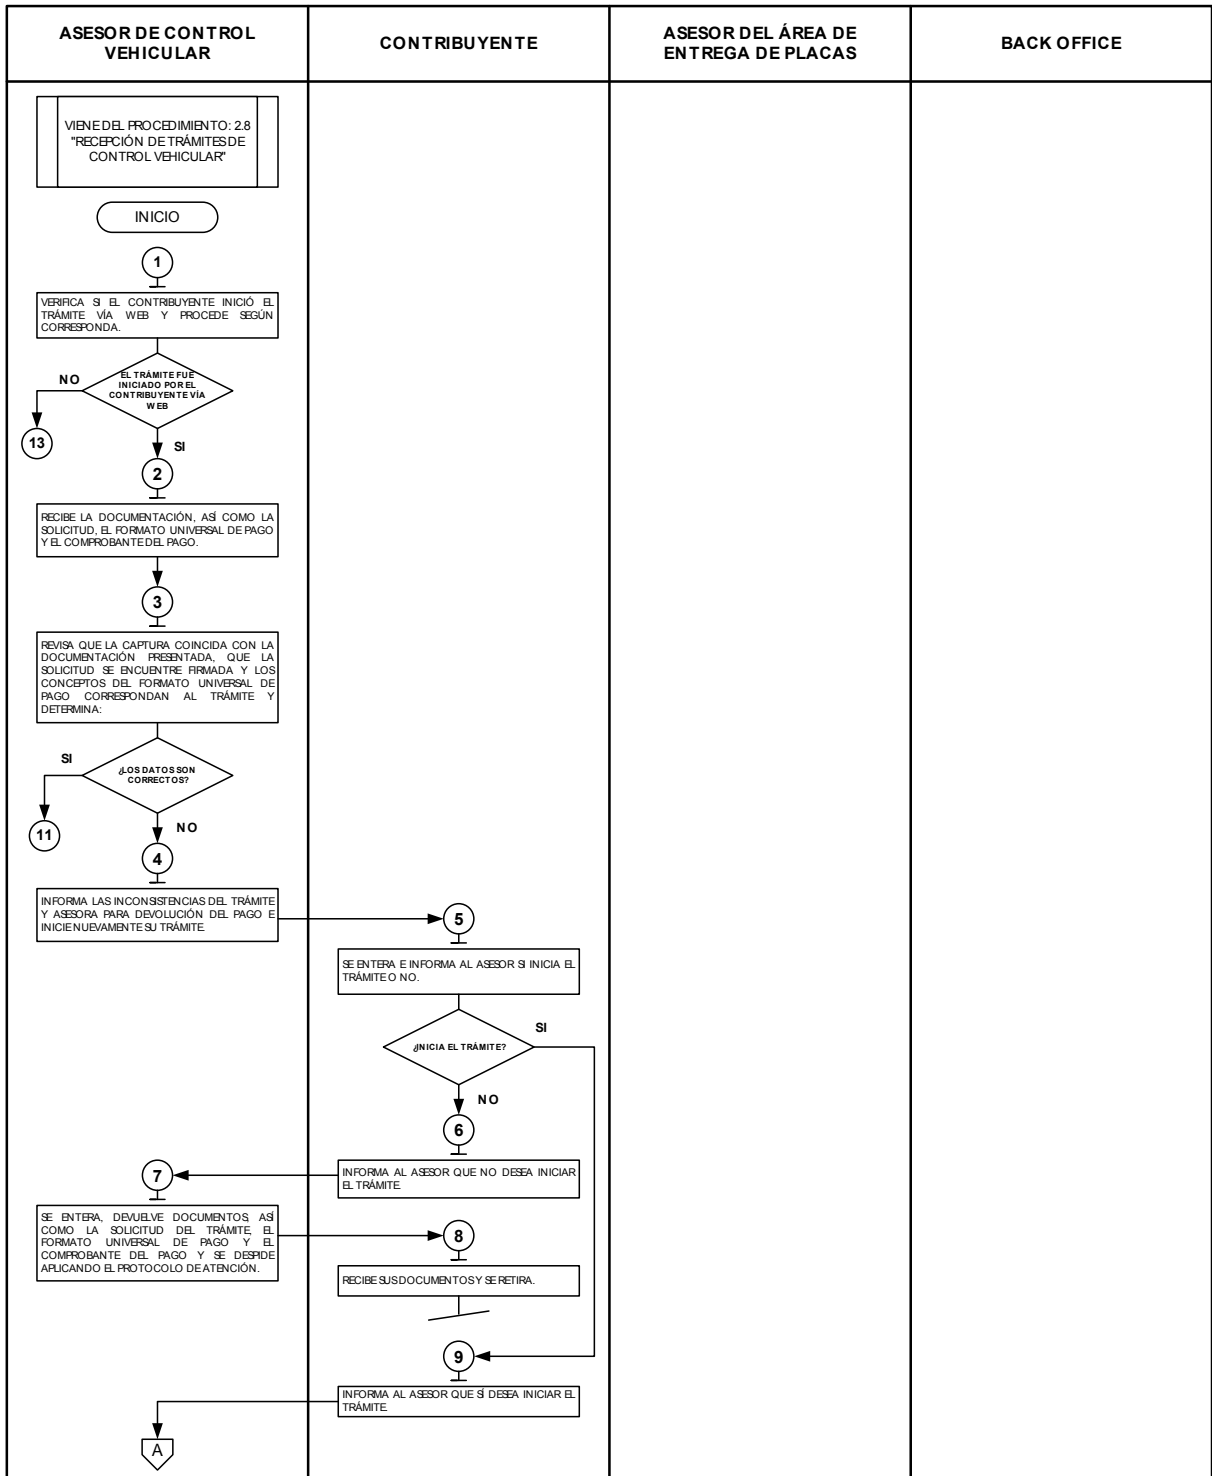 ASESOR DE CONTROL
VEHICULAR
CONTRIBUYENTE
ASESOR DEL ÁREA DE
ENTREGA DE PLACAS
BACK OFFICE
VIENE DEL PROCEDIMIENTO: 2.8
"RECEPCIÓN DE TRÁMITES DE
CONTROL VEHICULAR"
INICIO
1
VERIFICA SI EL CONTRIBUYENTE INICIÓ EL
TRÁMITE VÍA WEB Y PROCEDE SEGÚN
CORRESPONDA.
EL TRÁMITE FUE
INICIADO POR EL
CONTRIBUYENTE VÍA
WEB
NO
13
SI
2
RECIBE LA DOCUMENTACIÓN, ASÍ COMO LA
SOLICITUD, EL FORMATO UNIVERSAL DE PAGO
Y EL COMPROBANTE DEL PAGO.
3
REVISA QUE LA CAPTURA COINCIDA CON LA
DOCUMENTACIÓN PRESENTADA, QUE LA
SOLICITUD SE ENCUENTRE FIRMADA Y LOS
CONCEPTOS DEL FORMATO UNIVERSAL DE
PAGO CORRESPONDAN AL TRÁMITE Y
DETERMINA:
SI
¿LOS DATOS SON
CORRECTOS?
11
NO
4
INFORMA LAS INCONSISTENCIAS DEL TRÁMITE
Y ASESORA PARA DEVOLUCIÓN DEL PAGO E
INICIE NUEVAMENTE SU TRÁMITE.
5
SE ENTERA E INFORMA AL ASESOR SI INICIA EL
TRÁMITE O NO.
¿INICIA EL TRÁMITE?
SI
NO
6
INFORMA AL ASESOR QUE NO DESEA INICIAR
EL TRÁMITE.
7
SE ENTERA, DEVUELVE DOCUMENTOS, ASÍ
COMO LA SOLICITUD DEL TRÁMITE, EL
FORMATO UNIVERSAL DE PAGO Y EL
COMPROBANTE DEL PAGO Y SE DESPIDE
APLICANDO EL PROTOCOLO DE ATENCIÓN.
8
RECIBE SUS DOCUMENTOS Y SE RETIRA.
9
INFORMA AL ASESOR QUE SÍ DESEA INICIAR EL
TRÁMITE.
A